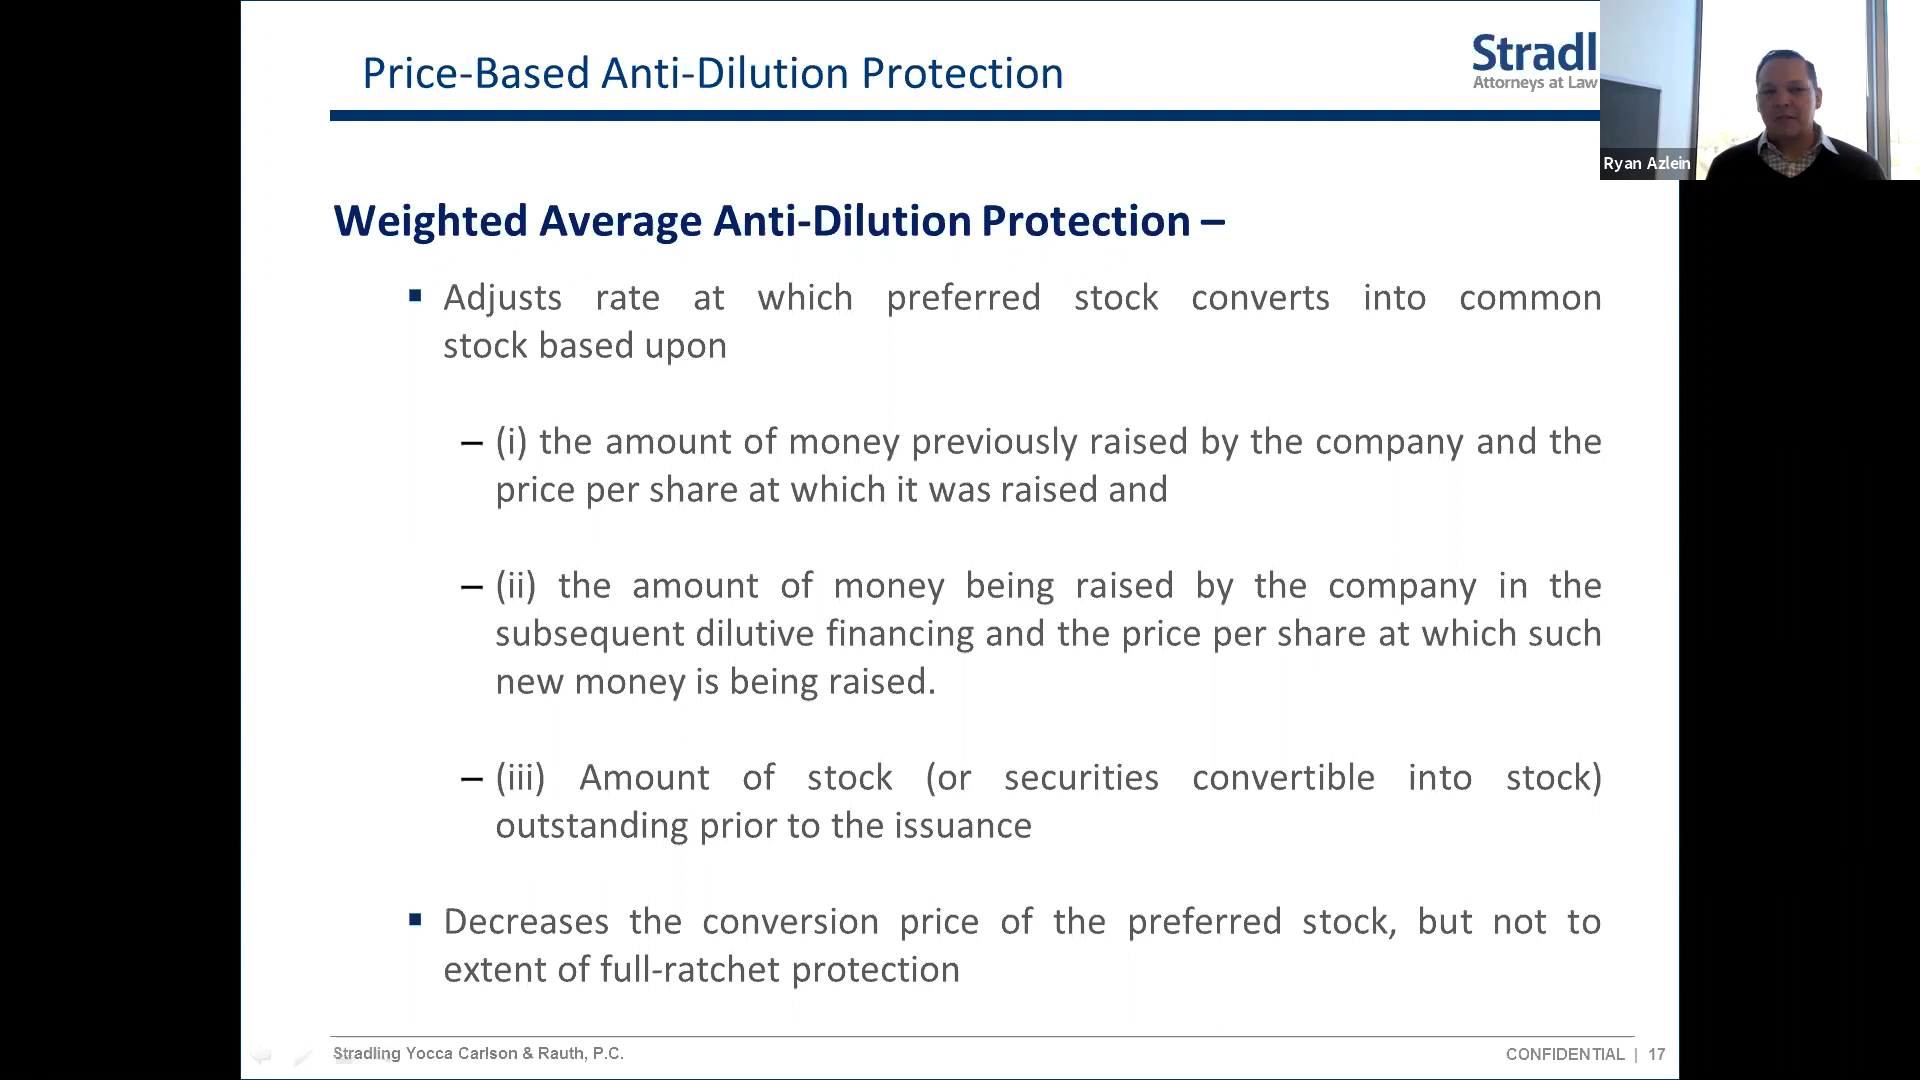 Price-Based Anti-Dilution Protection
Stradl
Attorneys at Law
Ryan Azlein
Weighted Average Anti-Dilution Protection –
▪ Adjusts rate at which preferred stock converts into common
stock based upon
– (i) the amount of money previously raised by the company and the
price per share at which it was raised and
– (ii) the amount of money being raised by the company in the
subsequent dilutive financing and the price per share at which such
new money is being raised.
– (iii) Amount of stock (or securities convertible into stock)
outstanding prior to the issuance
▪ Decreases the conversion price of the preferred stock, but not to
extent of full-ratchet protection
Stradling Yocca Carlson & Rauth, P.C.
CONFIDENTIAL | 17